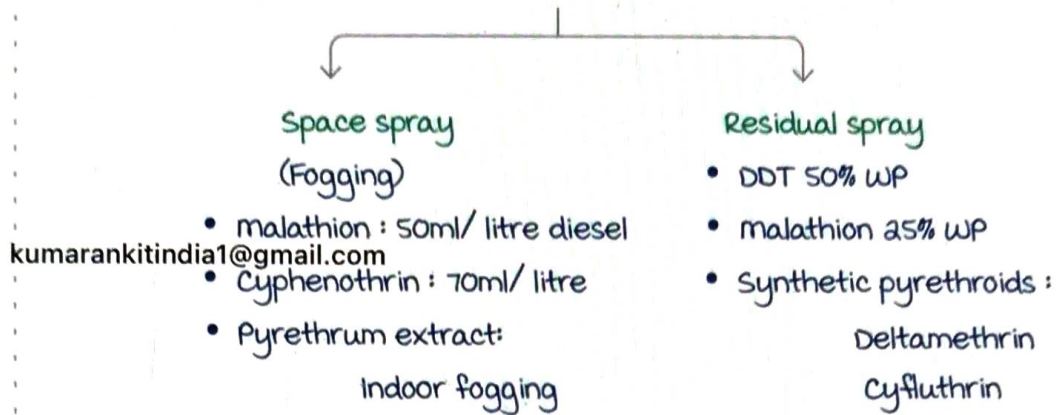 Space spray
(Fogging)
• malathion : 50ml/ litre diesel
kumarankitindia1@gmail.com
• Cyphenothrin : 70ml/ litre
• Pyrethrum extract:
Indoor fogging
Residual spray
• DDT 50% WP
• malathion 25% WP
• Synthetic pyrethroids :
Deltamethrin
Cyfluthrin